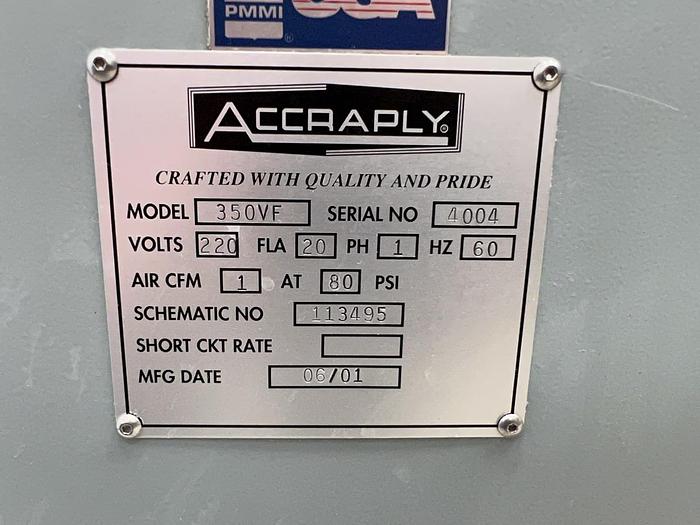 PMMI
USA
®
ACCRAPLY®
CRAFTED WITH QUALITY AND PRIDE
MODEL 350VF SERIAL NO 4004
VOLTS 220 FLA 20 PH 1 HZ 60
AIR CFM 1 AT 80 PSI
SCHEMATIC NO 113495
SHORT CKT RATE
MFG DATE 06/01